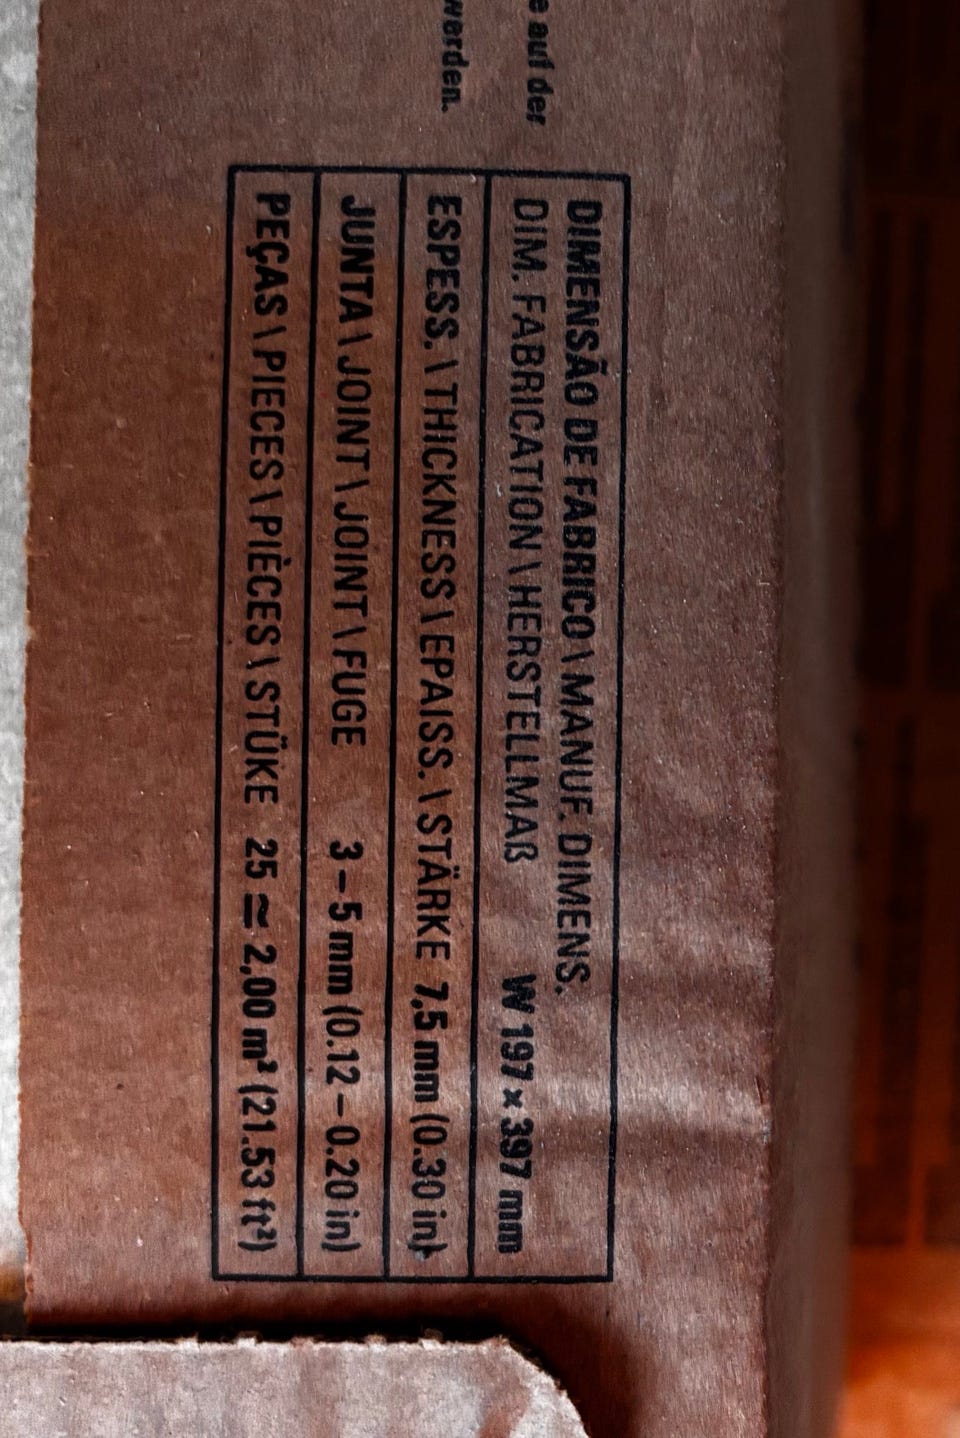 e auf der
werden.
DIMENSÃO DE FABRICO \ MANUF. DIMENS.
DIM. FABRICATION \ HERSTELLMAß W 197 × 397 mm
ESPESS. \ THICKNESS \ EPAISS. \ STÄRKE 7,5 mm (0.30 in)
JUNTA \ JOINT \ JOINT \ FUGE 3 – 5 mm (0.12 – 0.20 in)
PEÇAS \ PIECES \ PIÈCES \ STÜKE 25 ≃ 2,00 m² (21.53 ft²)